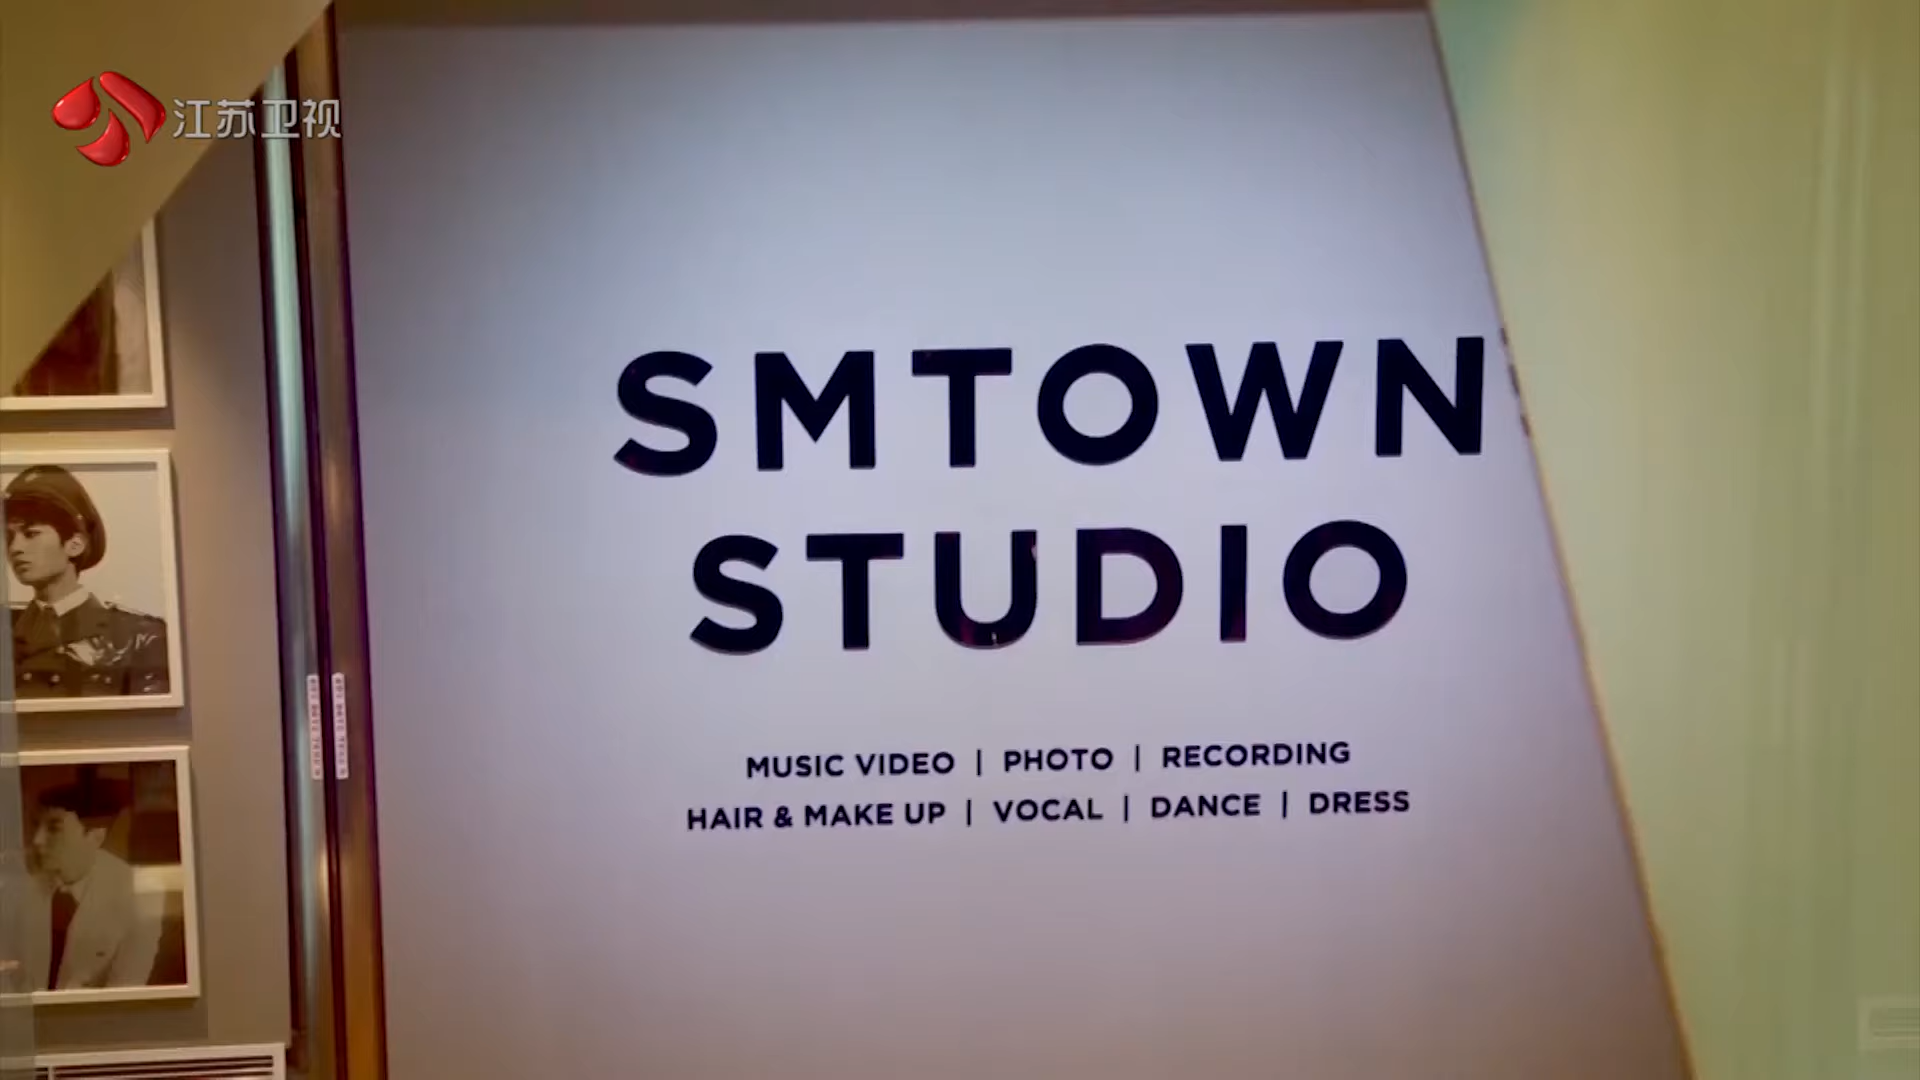 江苏卫视
SMTOWN
STUDIO
MUSIC VIDEO | PHOTO | RECORDING
HAIR & MAKE UP | VOCAL | DANCE | DRESS